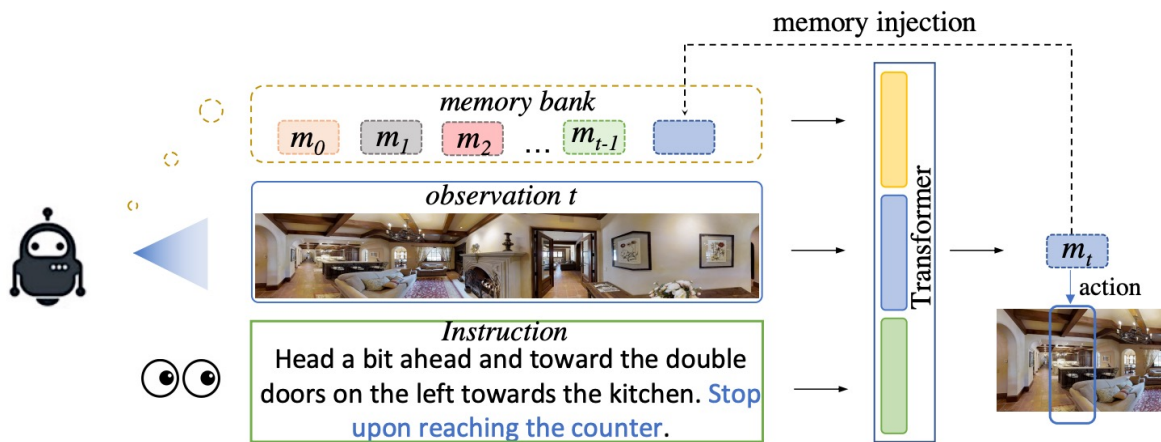 memory injection
memory bank
m0 m1 m2 ... mt-1
observation t
Transformer
mt
action
Instruction
Head a bit ahead and toward the double
doors on the left towards the kitchen. Stop
upon reaching the counter.